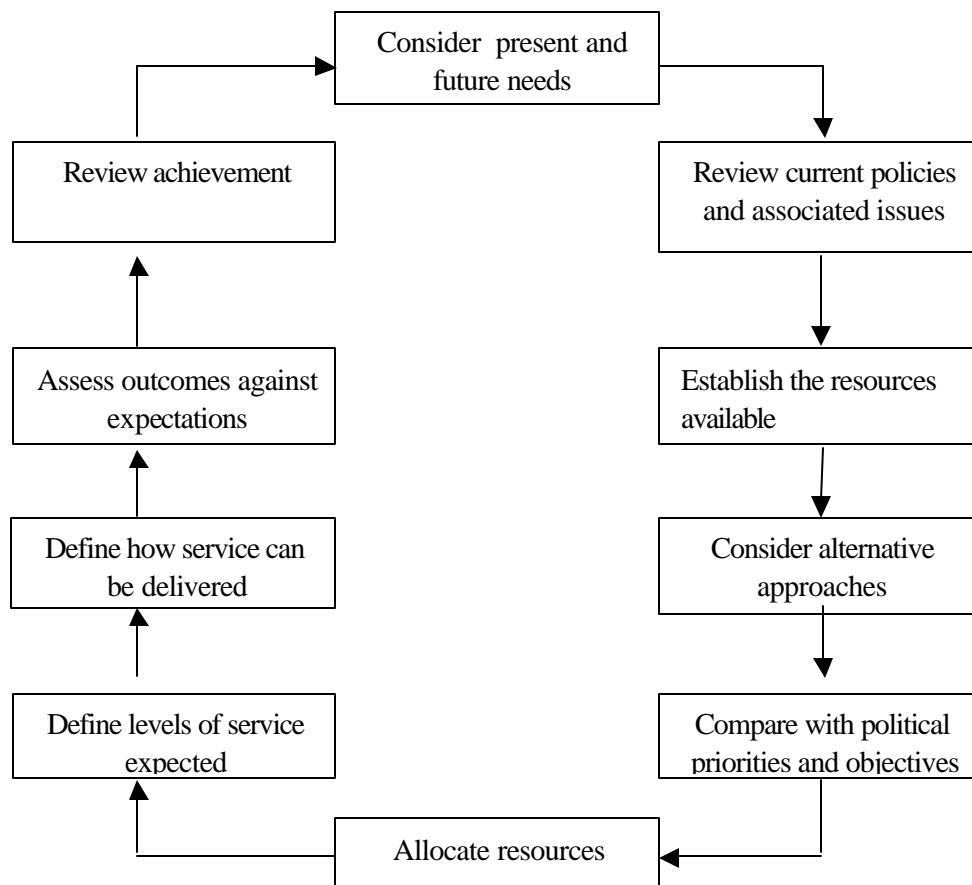 Consider present and
future needs
Review current policies
and associated issues
Establish the resources
available
Consider alternative
approaches
Compare with political
priorities and objectives
Allocate resources
Define levels of service
expected
Define how service can
be delivered
Assess outcomes against
expectations
Review achievement